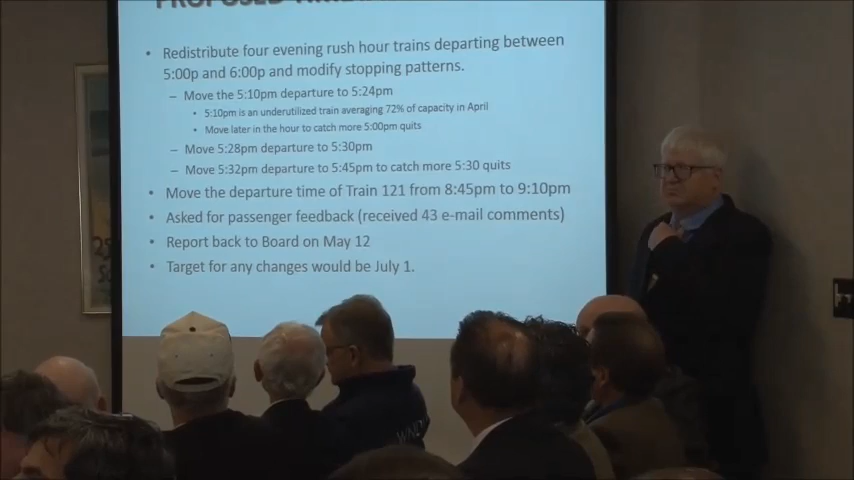 PROPOSED
• Redistribute four evening rush hour trains departing between
5:00p and 6:00p and modify stopping patterns.
– Move the 5:10pm departure to 5:24pm
• 5:10pm is an underutilized train averaging 72% of capacity in April
• Move later in the hour to catch more 5:00pm quits
– Move 5:28pm departure to 5:30pm
– Move 5:32pm departure to 5:45pm to catch more 5:30 quits
• Move the departure time of Train 121 from 8:45pm to 9:10pm
• Asked for passenger feedback (received 43 e-mail comments}
• Report back to Board on May 12
• Target for any changes would be July 1.